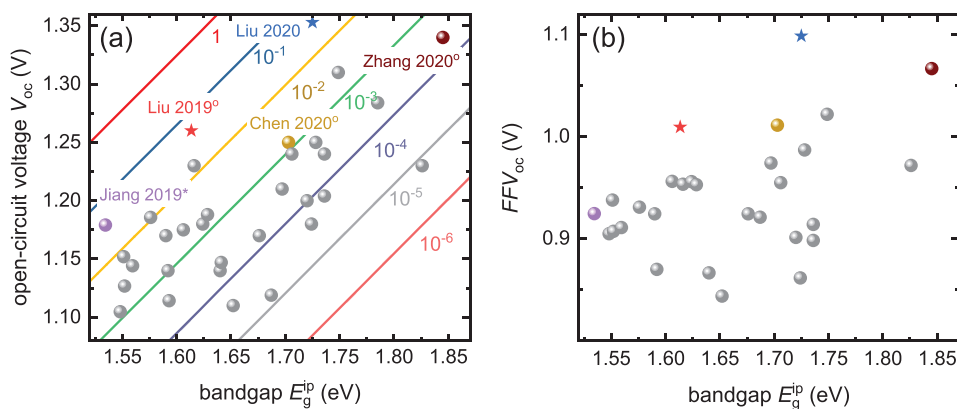 (a)
1
Liu 2020
10⁻¹
Zhang 2020°
10⁻²
10⁻³
Liu 2019°
Chen 2020°
10⁻⁴
Jiang 2019*
10⁻⁵
10⁻⁶
1.35
1.30
1.25
1.20
1.15
1.10
open-circuit voltage Voc (V)
1.55 1.60 1.65 1.70 1.75 1.80 1.85
bandgap Egip (eV)
(b)
1.1
1.0
0.9
FFVoc (V)
1.55 1.60 1.65 1.70 1.75 1.80 1.85
bandgap Egip (eV)